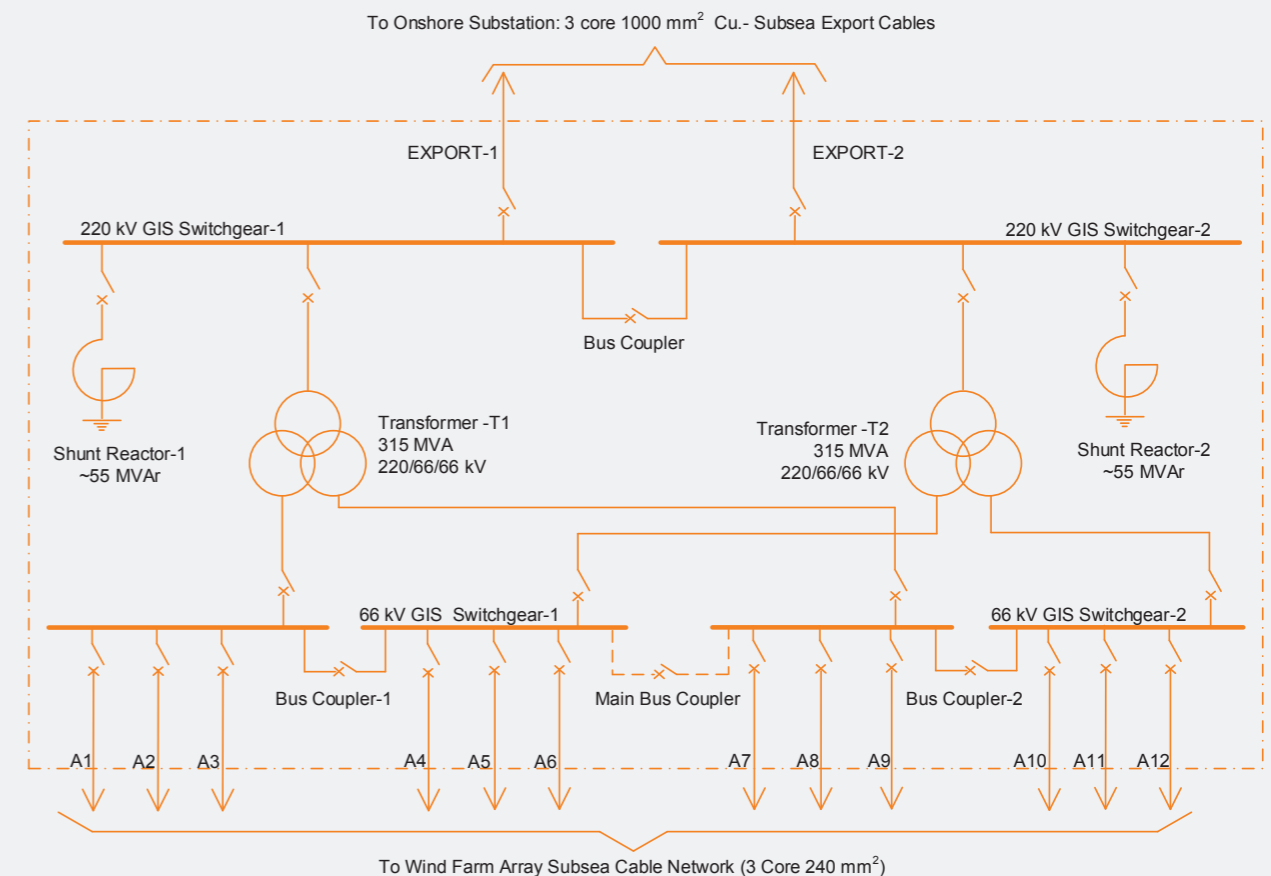 To Onshore Substation: 3 core 1000 mm² Cu.- Subsea Export Cables
EXPORT-1
EXPORT-2
220 kV GIS Switchgear-1
220 kV GIS Switchgear-2
Bus Coupler
Shunt Reactor-1
~55 MVAr
Transformer -T1
315 MVA
220/66/66 kV
Transformer -T2
315 MVA
220/66/66 kV
Shunt Reactor-2
~55 MVAr
66 kV GIS  Switchgear-1
66 kV GIS Switchgear-2
Bus Coupler-1
Main Bus Coupler
Bus Coupler-2
A1
A2
A3
A4
A5
A6
A7
A8
A9
A10
A11
A12
To Wind Farm Array Subsea Cable Network (3 Core 240 mm²)